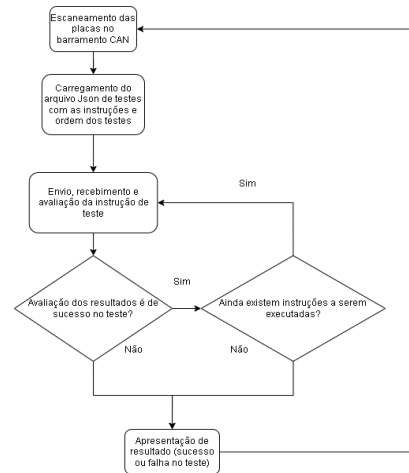 Escaneamento das
placas no
barramento CAN
Carregamento do
arquivo Json de testes
com as instruções e
ordem dos testes
Envio, recebimento e
avaliação da instrução de
teste
Sim
Avaliação dos resultados é de
sucesso no teste?
Sim
Ainda existem instruções a serem
executadas?
Não
Não
Apresentação de
resultado (sucesso
ou falha no teste)